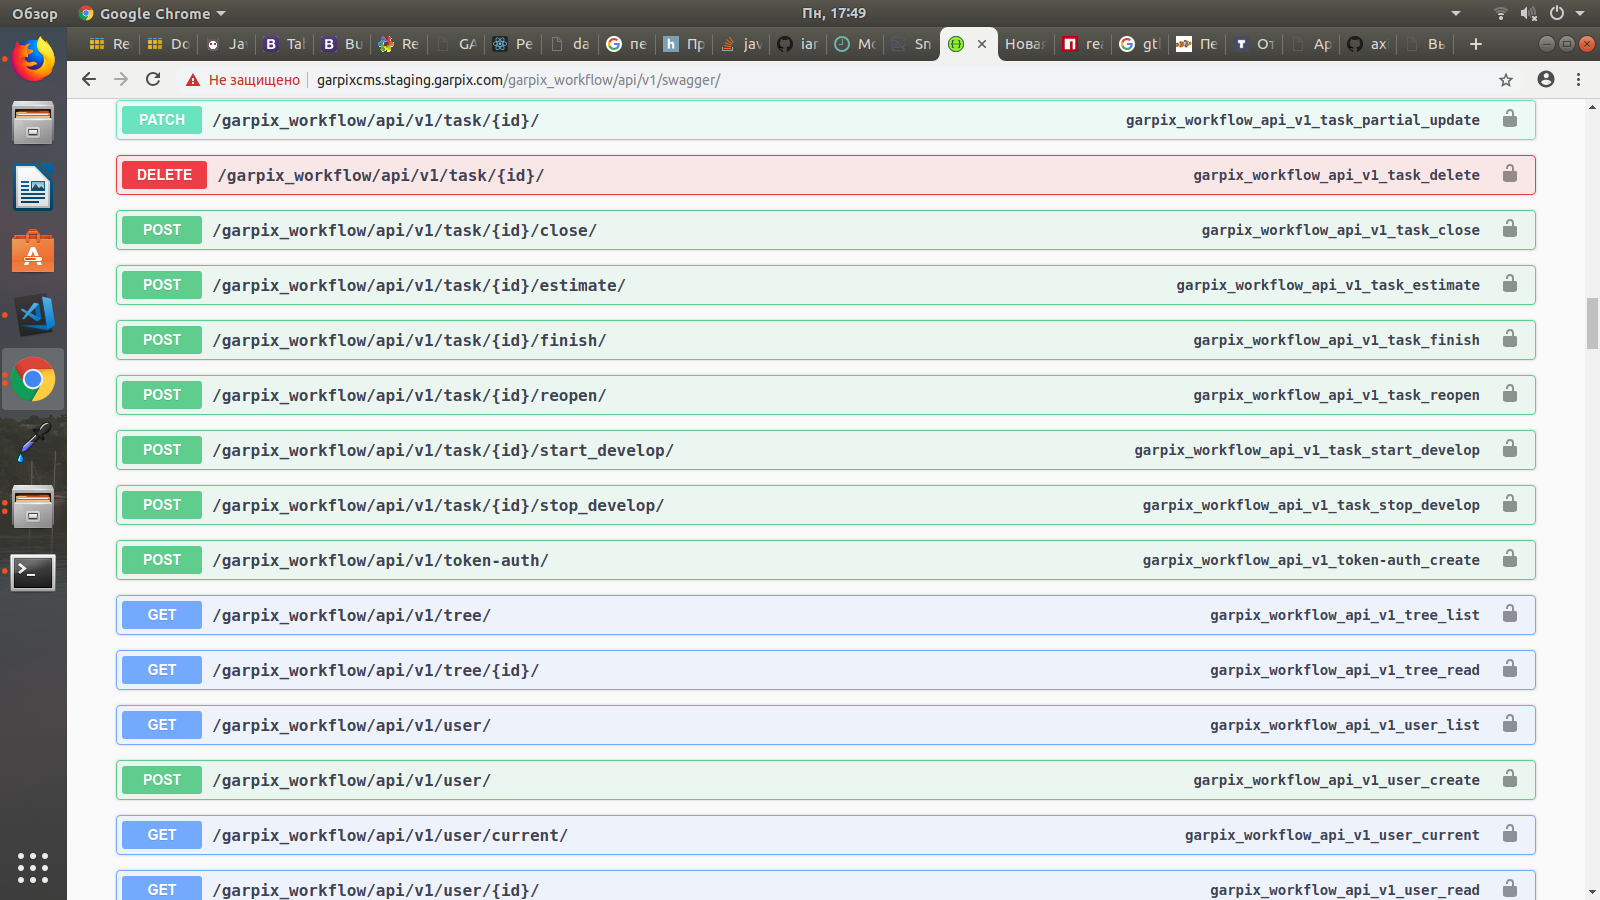 Обзор Google Chrome Пн, 17:49
Re Do Ja Tal Bu Re GA Pe da пе Пр jav iar Mc Sn Новая rea gtl Пе От Ap ax Вы
Не защищено garpixcms.staging.garpix.com/garpix_workflow/api/v1/swagger/
PATCH /garpix_workflow/api/v1/task/{id}/ garpix_workflow_api_v1_task_partial_update
DELETE /garpix_workflow/api/v1/task/{id}/ garpix_workflow_api_v1_task_delete
POST /garpix_workflow/api/v1/task/{id}/close/ garpix_workflow_api_v1_task_close
POST /garpix_workflow/api/v1/task/{id}/estimate/ garpix_workflow_api_v1_task_estimate
POST /garpix_workflow/api/v1/task/{id}/finish/ garpix_workflow_api_v1_task_finish
POST /garpix_workflow/api/v1/task/{id}/reopen/ garpix_workflow_api_v1_task_reopen
POST /garpix_workflow/api/v1/task/{id}/start_develop/ garpix_workflow_api_v1_task_start_develop
POST /garpix_workflow/api/v1/task/{id}/stop_develop/ garpix_workflow_api_v1_task_stop_develop
POST /garpix_workflow/api/v1/token-auth/ garpix_workflow_api_v1_token-auth_create
GET /garpix_workflow/api/v1/tree/ garpix_workflow_api_v1_tree_list
GET /garpix_workflow/api/v1/tree/{id}/ garpix_workflow_api_v1_tree_read
GET /garpix_workflow/api/v1/user/ garpix_workflow_api_v1_user_list
POST /garpix_workflow/api/v1/user/ garpix_workflow_api_v1_user_create
GET /garpix_workflow/api/v1/user/current/ garpix_workflow_api_v1_user_current
GET /garpix_workflow/api/v1/user/{id}/ garpix_workflow_api_v1_user_read